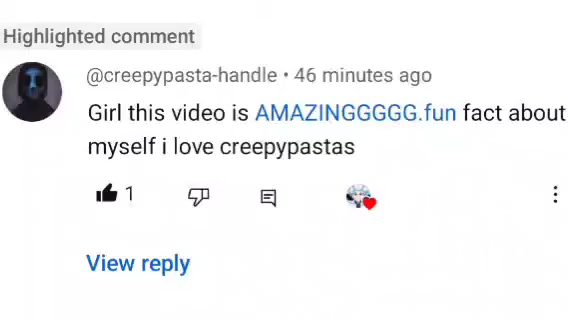 Highlighted comment
@creepypasta-handle • 46 minutes ago
Girl this video is AMAZINGGGGG.fun fact about
myself i love creepypastas
1
View reply